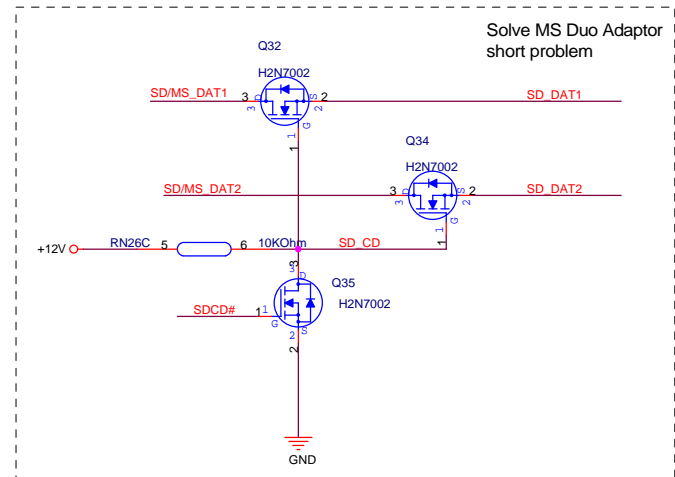 Solve MS Duo Adaptor
short problem
Q32
H2N7002
SD/MS_DAT1 3 D S 2 SD_DAT1
3 2
G
1
1
Q34
H2N7002
SD/MS_DAT2 3 D S 2 SD_DAT2
3 2
G
1
+12V RN26C 5 6 10KOhm SD_CD 1
3
3 D
Q35
H2N7002
SDCD# 1 1
G S
2
2
GND